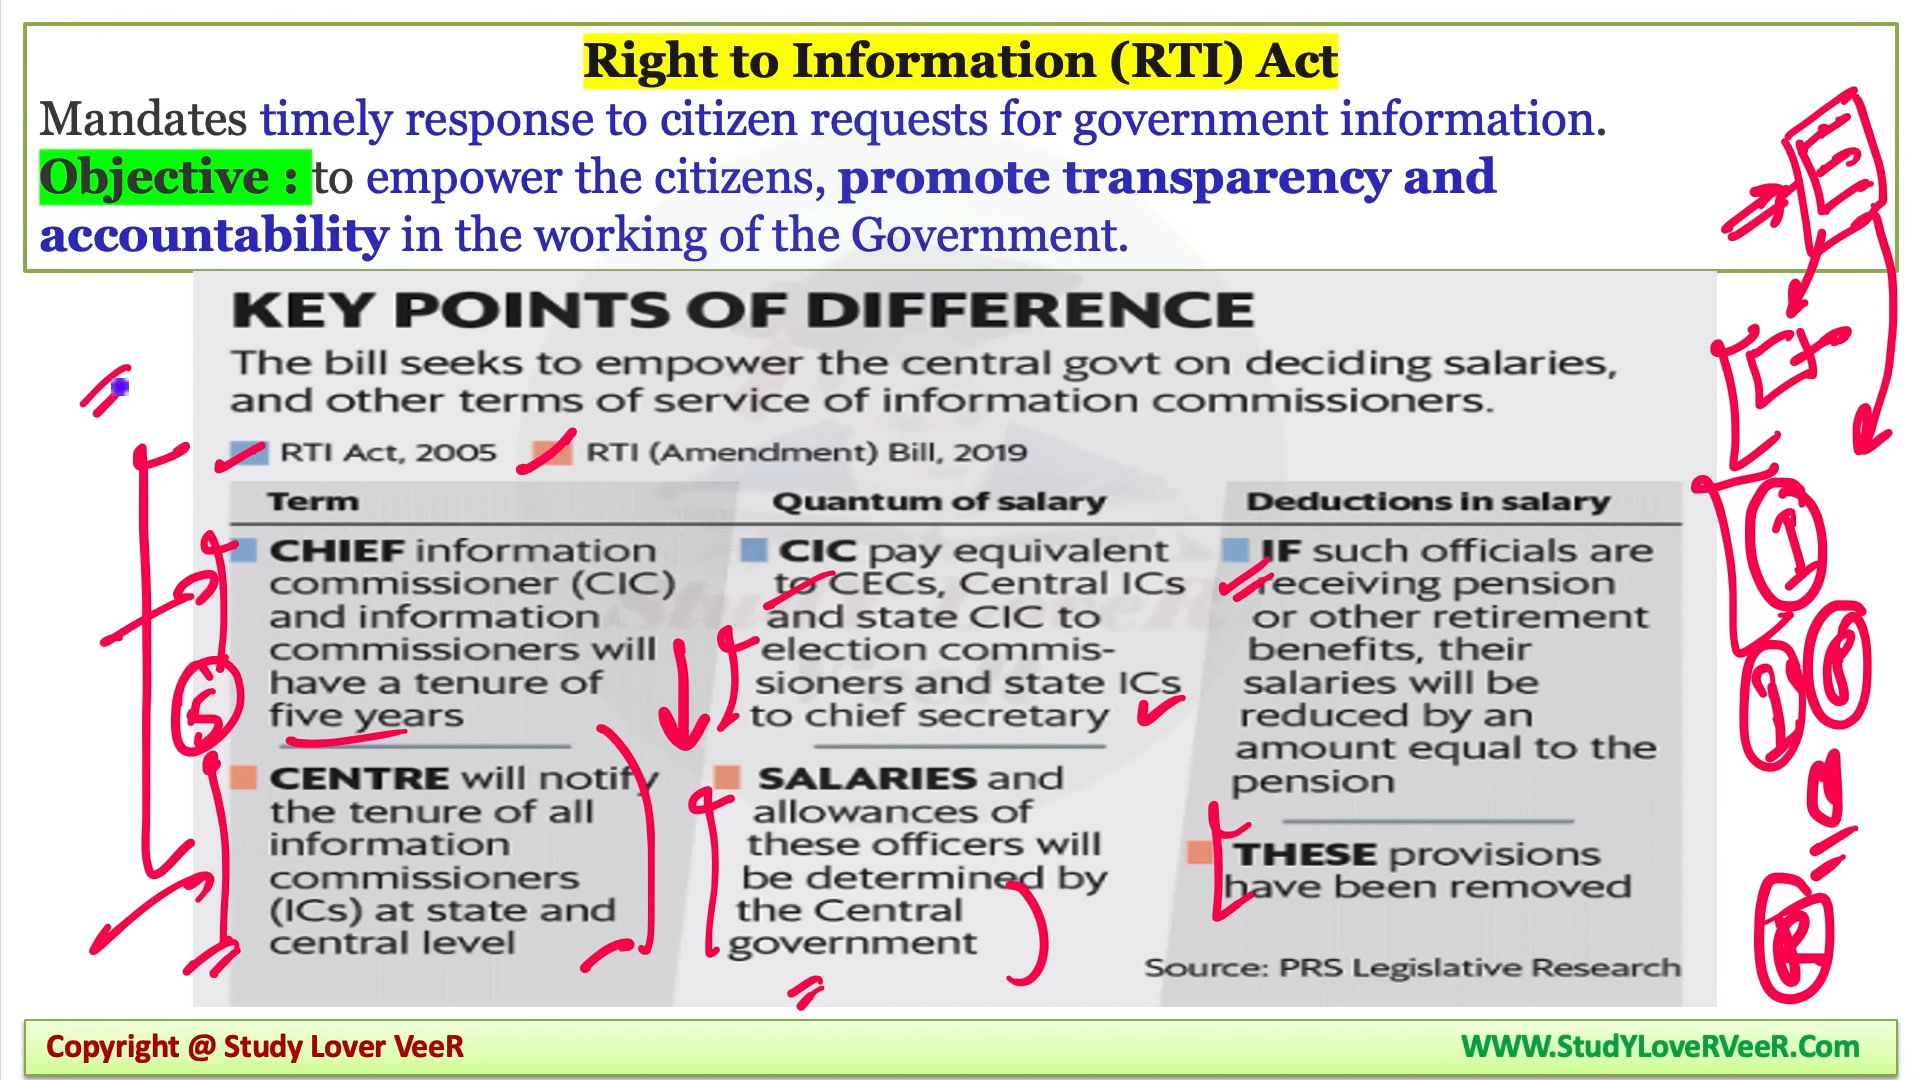 Right to Information (RTI) Act
Mandates timely response to citizen requests for government information.
Objective : to empower the citizens, promote transparency and
accountability in the working of the Government.
KEY POINTS OF DIFFERENCE
The bill seeks to empower the central govt on deciding salaries,
and other terms of service of information commissioners.
RTI Act, 2005 RTI (Amendment) Bill, 2019
Term
CHIEF information
commissioner (CIC)
and information
commissioners will
have a tenure of
five years
5
CENTRE will notify
the tenure of all
information
commissioners
(ICs) at state and
central level
Quantum of salary
CIC pay equivalent
to CECs, Central ICs
and state CIC to
election commis-
sioners and state ICs
to chief secretary
SALARIES and
allowances of
these officers will
be determined by
the Central
government
Deductions in salary
IF such officials are
receiving pension
or other retirement
benefits, their
salaries will be
reduced by an
amount equal to the
pension
THESE provisions
have been removed
Source: PRS Legislative Research
I
P
R
Copyright @ Study Lover VeeR
WWW.StudYLoveRVeeR.Com